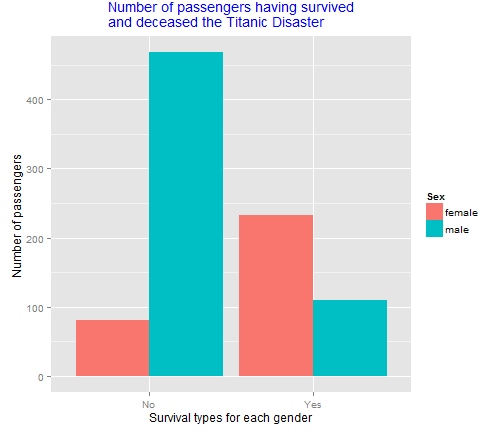 Number of passengers having survived
and deceased the Titanic Disaster
Number of passengers
400
300
200
100
0
No
Yes
Survival types for each gender
Sex
female
male